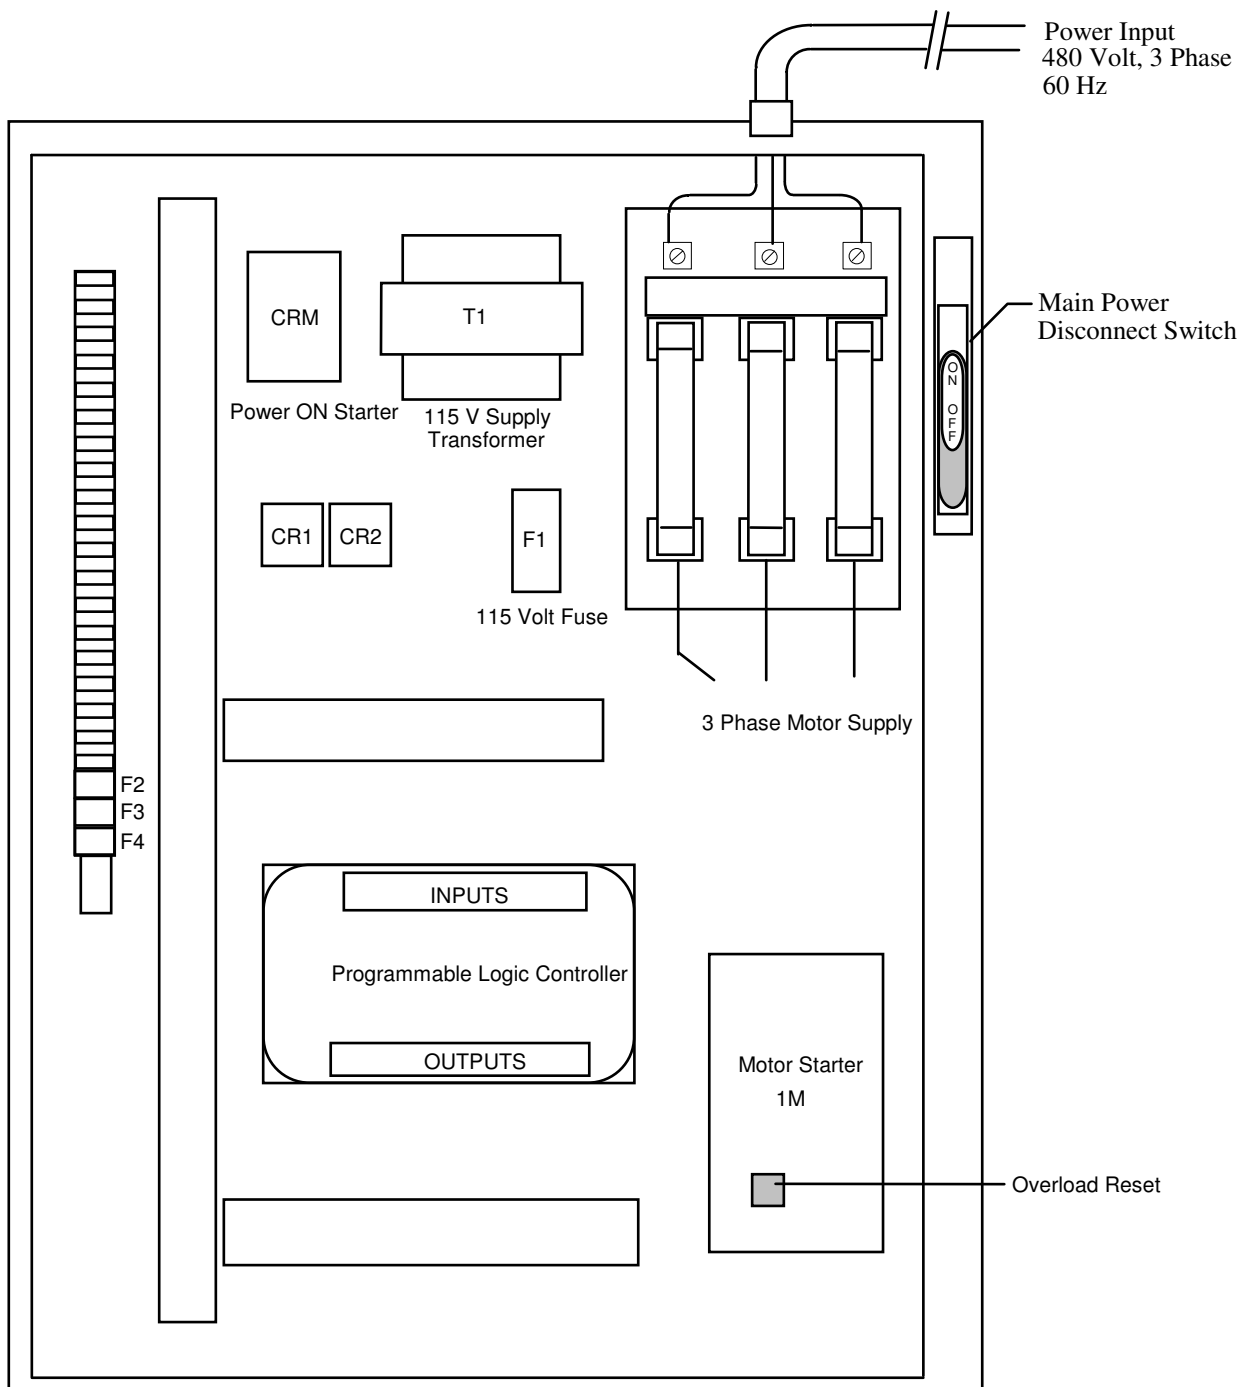 Power Input
480 Volt, 3 Phase
60 Hz
Main Power
Disconnect Switch
ON OFF
CRM
T1
Power ON Starter
115 V Supply
Transformer
CR1
CR2
F1
115 Volt Fuse
3 Phase Motor Supply
F2
F3
F4
INPUTS
Programmable Logic Controller
OUTPUTS
Motor Starter
1M
Overload Reset